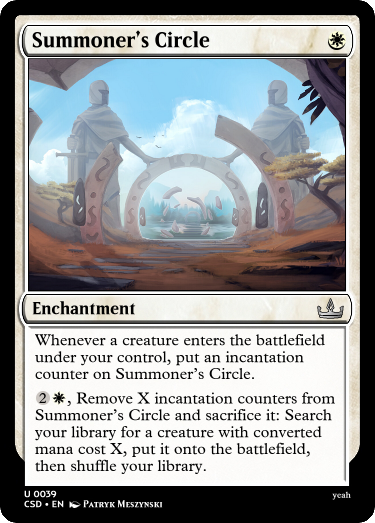 Summoner's Circle
Enchantment
Whenever a creature enters the battlefield
under your control, put an incantation
counter on Summoner's Circle.
2, Remove X incantation counters from
Summoner's Circle and sacrifice it: Search
your library for a creature with converted
mana cost X, put it onto the battlefield,
then shuffle your library.
U 0039
yeah
CSD • EN Patryk Meszynski